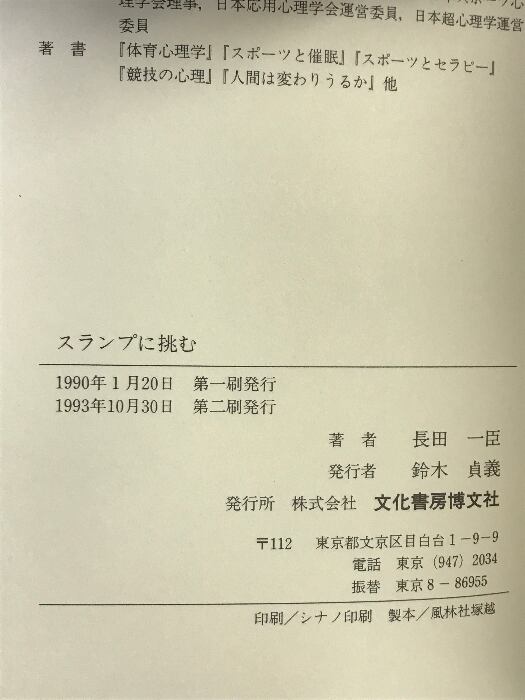 理学会理事，日本応用心理学会運営委員，日本超心理学運営
委員
著　書　『体育心理学』『スポーツと催眠』『スポーツとセラピー』
『競技の心理』『人間は変わりうるか』他
スランプに挑む
1990年1月20日　第一刷発行
1993年10月30日　第二刷発行
著　者　長田　一臣
発行者　鈴木　貞義
発行所　株式会社　文化書房博文社
〒112　東京都文京区目白台1－9－9
電話　東京（947）2034
振替　東京8－86955
印刷／シナノ印刷　製本／風林社塚越